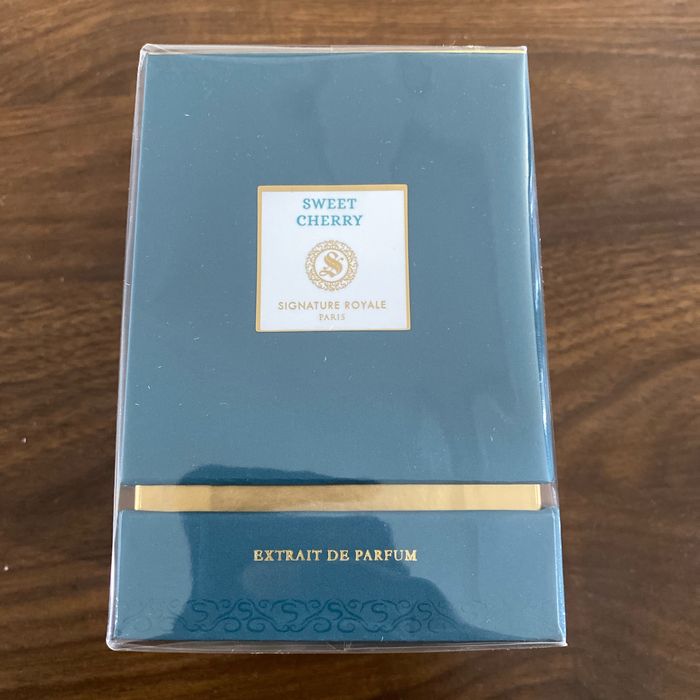 SWEET
CHERRY
S
SIGNATURE ROYALE
PARIS
EXTRAIT DE PARFUM